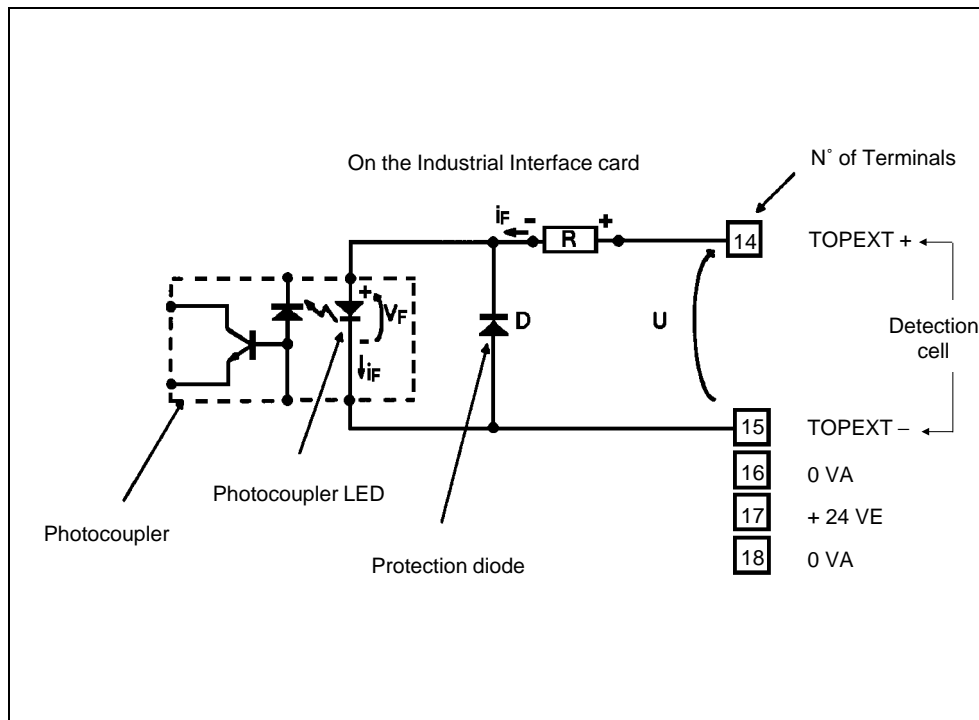 On the Industrial Interface card
N° of Terminals
iF
-
+
R
14
TOPEXT +
+
VF
-
iF
D
U
Detection
cell
15
TOPEXT –
16
0 VA
17
+ 24 VE
18
0 VA
Photocoupler LED
Photocoupler
Protection diode